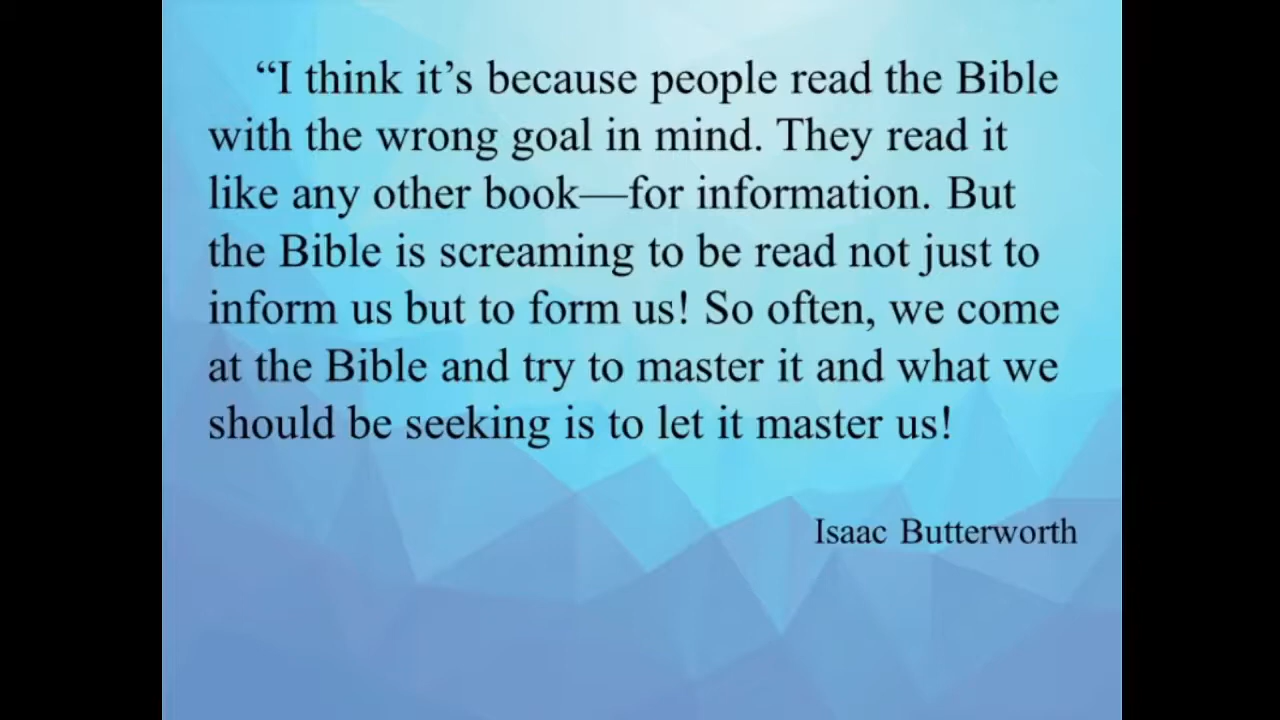 “I think it’s because people read the Bible
with the wrong goal in mind. They read it
like any other book—for information. But
the Bible is screaming to be read not just to
inform us but to form us! So often, we come
at the Bible and try to master it and what we
should be seeking is to let it master us!
Isaac Butterworth